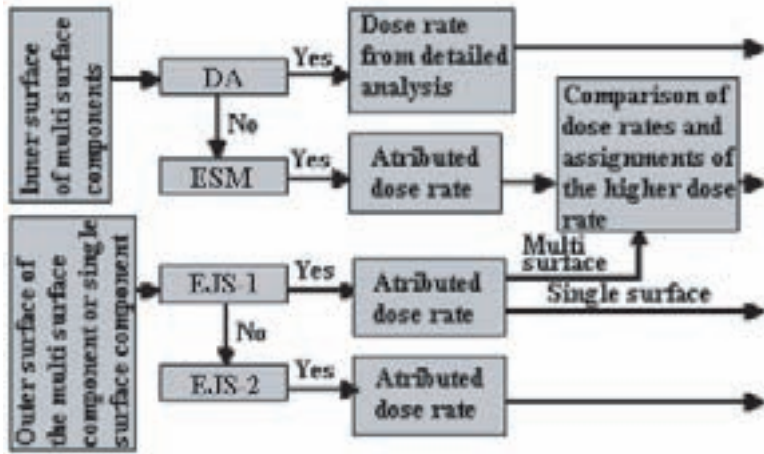 Inner surface
of multi surface
components
DA
Yes
Dose rate
from detailed
analysis
No
ESM
Yes
Atributed
dose rate
Comparison of
dose rates and
assignments of
the higher dose
rate
Outer surface of
the multi surface
component or single
surface component
EJS-1
Yes
Atributed
dose rate
Multi
surface
Single surface
No
EJS-2
Yes
Atributed
dose rate